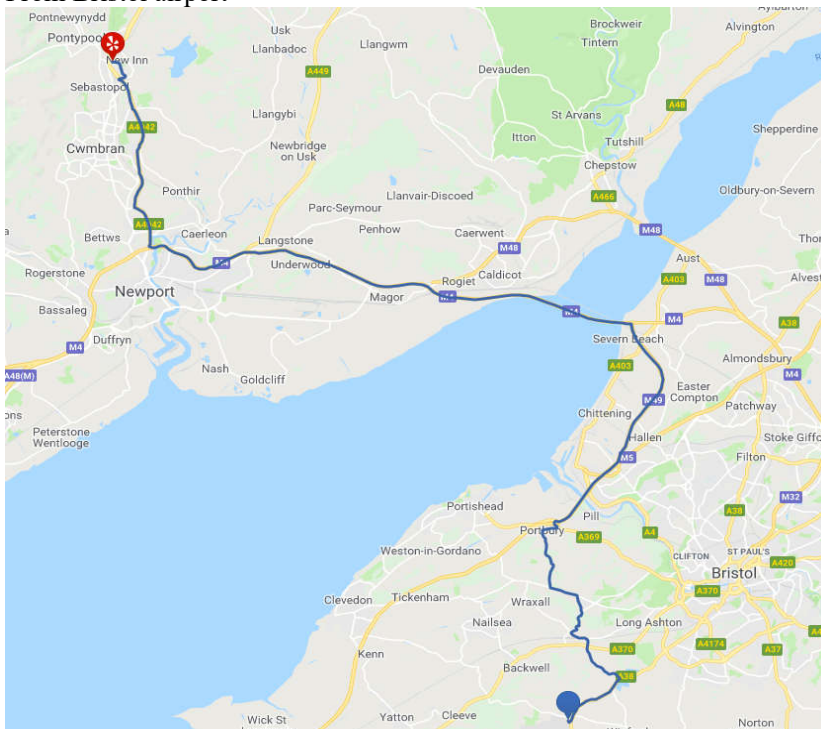 From Bristol airport
Pontnewynydd
Usk
Brockweir
Alvington
Pontypool
Llanbadoc
Llangwm
Tintern
New Inn
A449
Devauden
A48
Sebastopol
Llangybi
St Arvans
Shepperdine
A4042
Itton
Tutshill
Cwmbran
Newbridge
on Usk
Chepstow
Ponthir
Llanvair-Discoed
A466
Oldbury-on-Severn
Parc-Seymour
A4042
Caerleon
Penhow
Caerwent
M48
Bettws
Langstone
M48
Aust
M4
Underwood
Rogiet
Caldicot
A403
M48
Rogerstone
Newport
Magor
M4
M4
M4
A38
Bassaleg
Severn Beach
Duffryn
M4
Nash
A403
Almondsbury
A48(M)
Goldcliff
M49
Easter
Compton
M4
Patchway
Peterstone
Wentlooge
Chittening
Hallen
Stoke Giffo
M5
Filton
M32
Portishead
Pill
A38
Portbury
A369
A4
Weston-in-Gordano
CLIFTON
ST PAUL'S
A420
Bristol
Clevedon
Tickenham
Wraxall
A370
Nailsea
Long Ashton
A4174
A37
Kenn
A370
Backwell
A38
Wick St
Yatton
Cleeve
Norton